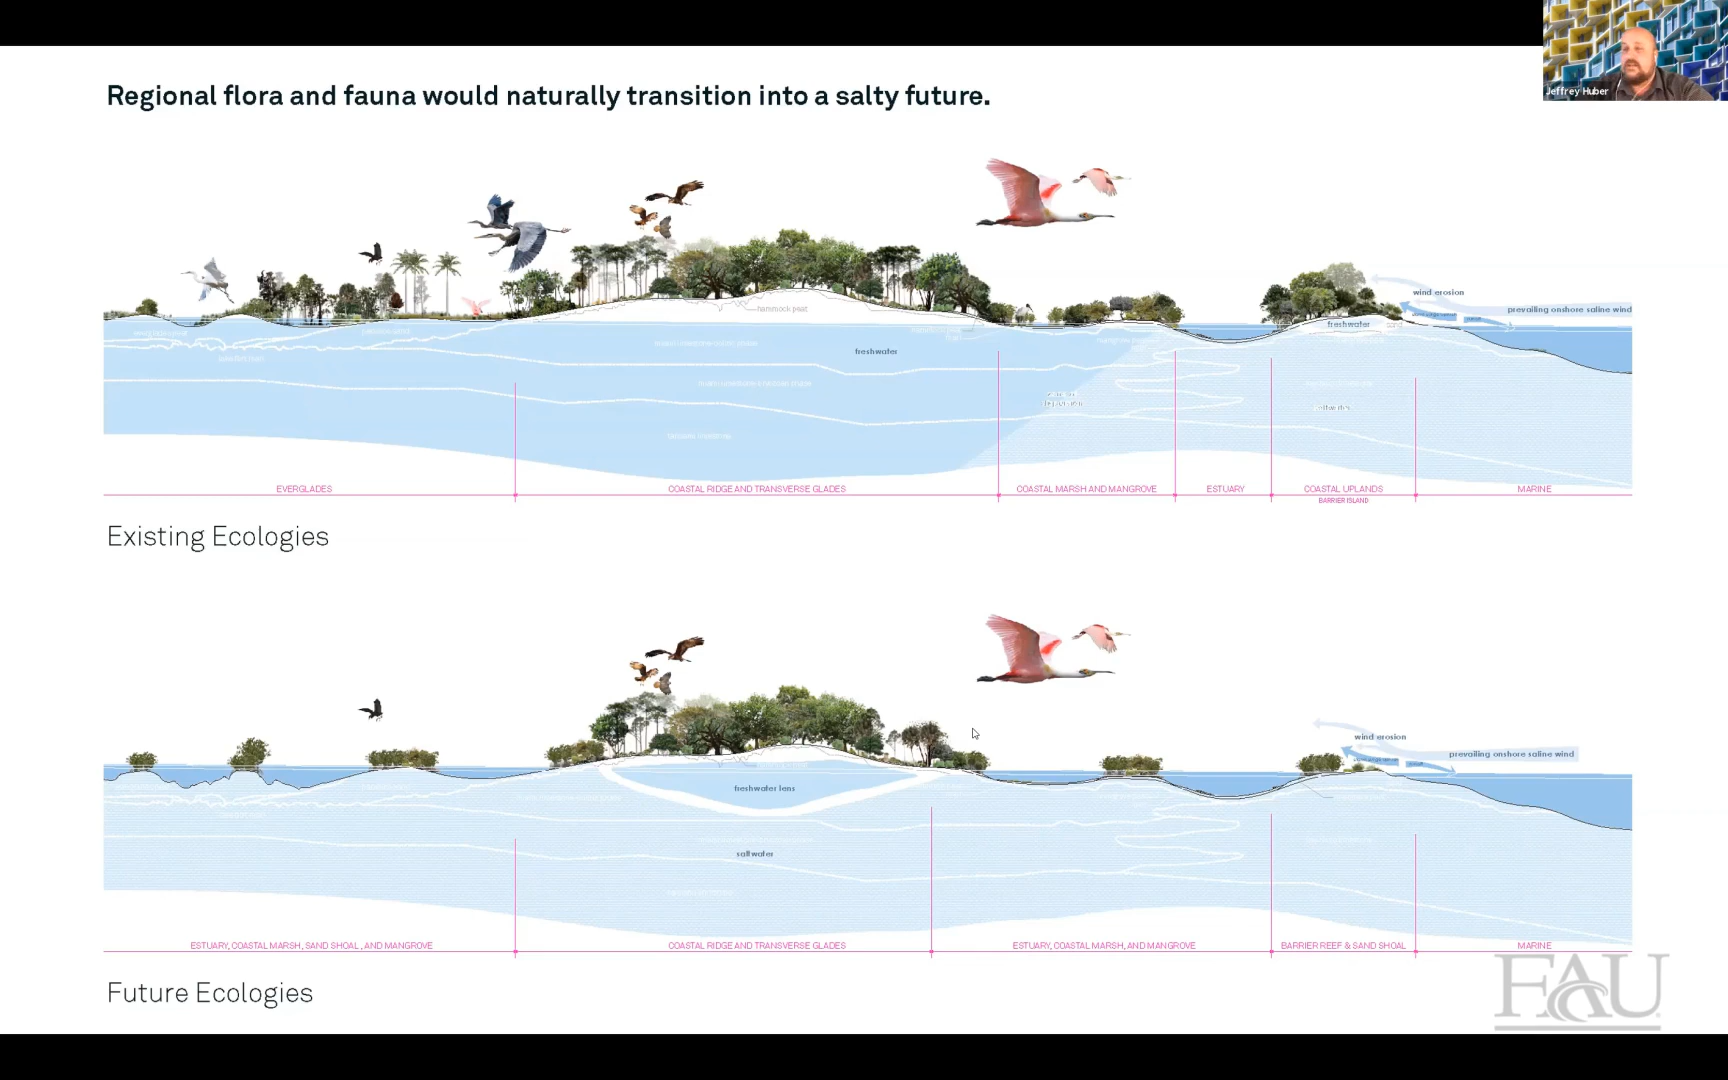 Jeffrey Huber
Regional flora and fauna would naturally transition into a salty future.
wind erosion
prevailing onshore saline wind
hammock peat
freshwater
sand
freshwater
saltwater
EVERGLADES
COASTAL RIDGE AND TRANSVERSE GLADES
COASTAL MARSH AND MANGROVE
ESTUARY
COASTAL UPLANDS
BARRIER ISLAND
MARINE
Existing Ecologies
wind erosion
prevailing onshore saline wind
freshwater lens
saltwater
ESTUARY, COASTAL MARSH, SAND SHOAL, AND MANGROVE
COASTAL RIDGE AND TRANSVERSE GLADES
ESTUARY, COASTAL MARSH, AND MANGROVE
BARRIER REEF & SAND SHOAL
MARINE
Future Ecologies
FAU